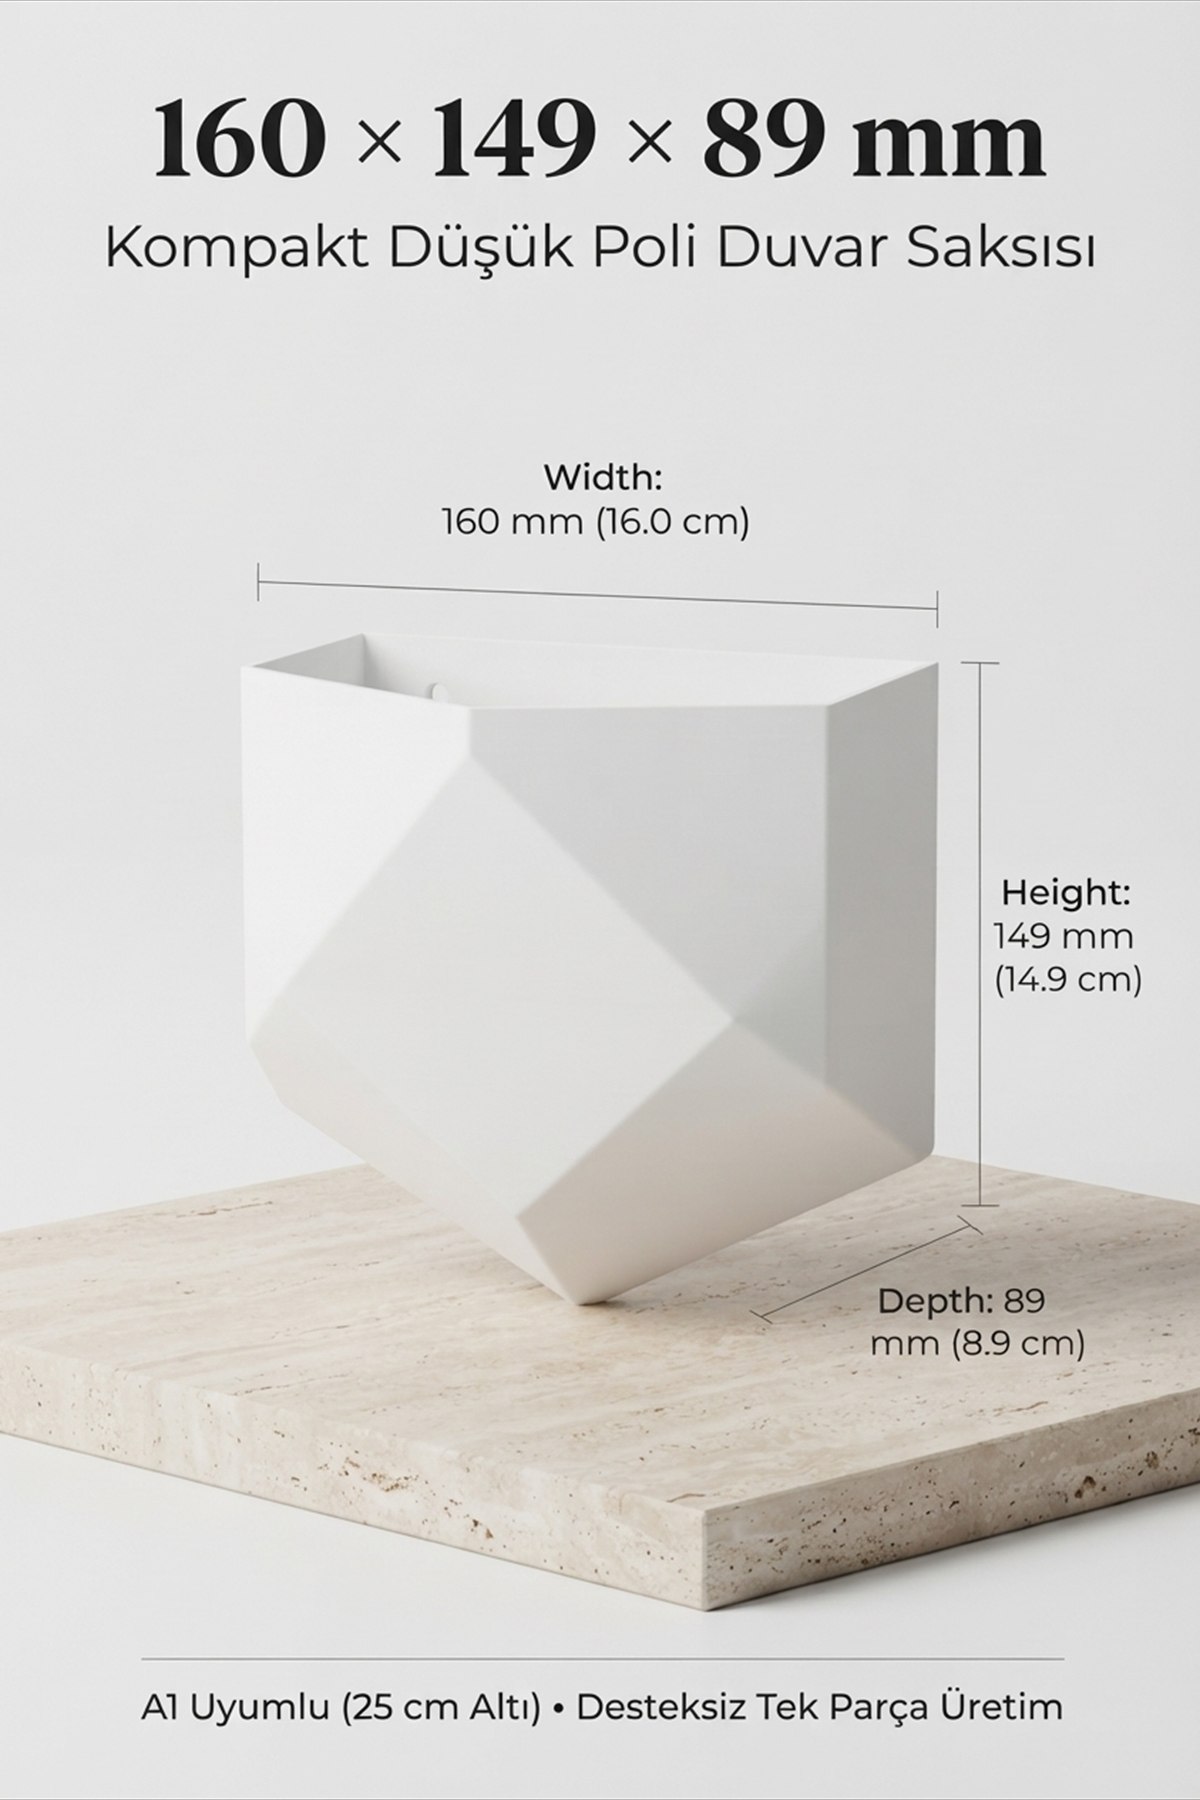 160 × 149 × 89 mm
Kompakt Düşük Poli Duvar Saksısı
Width:
160 mm (16.0 cm)
Height:
149 mm
(14.9 cm)
Depth: 89
mm (8.9 cm)
A1 Uyumlu (25 cm Altı) • Desteksiz Tek Parça Üretim